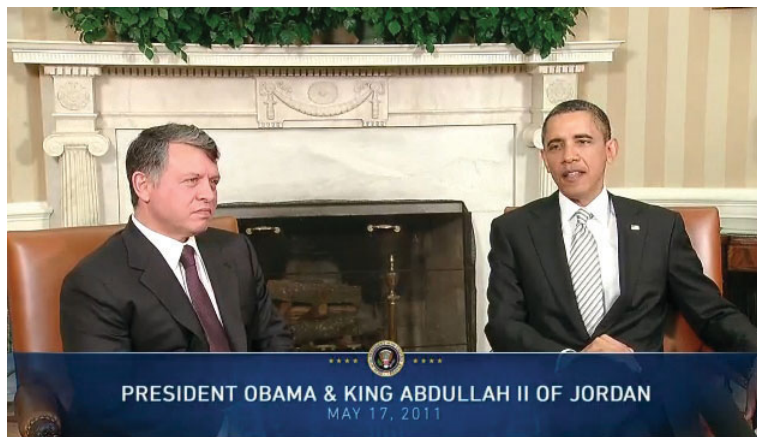 PRESIDENT OBAMA & KING ABDULLAH II OF JORDAN
MAY 17, 2011